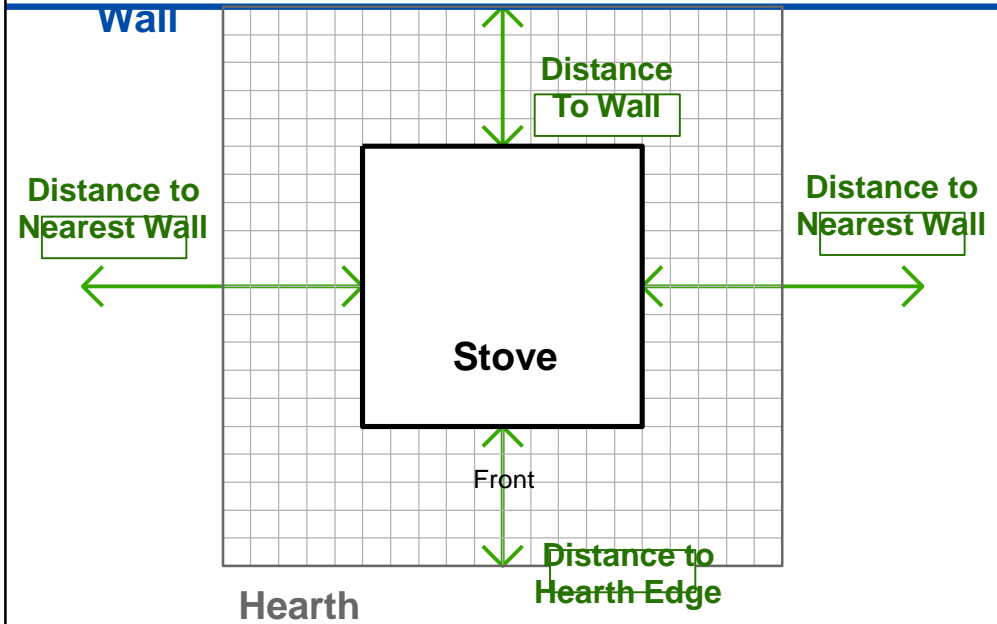 Wall
Distance
To Wall
Distance to
Nearest Wall
Distance to
Nearest Wall
Stove
Front
Distance to
Hearth Edge
Hearth